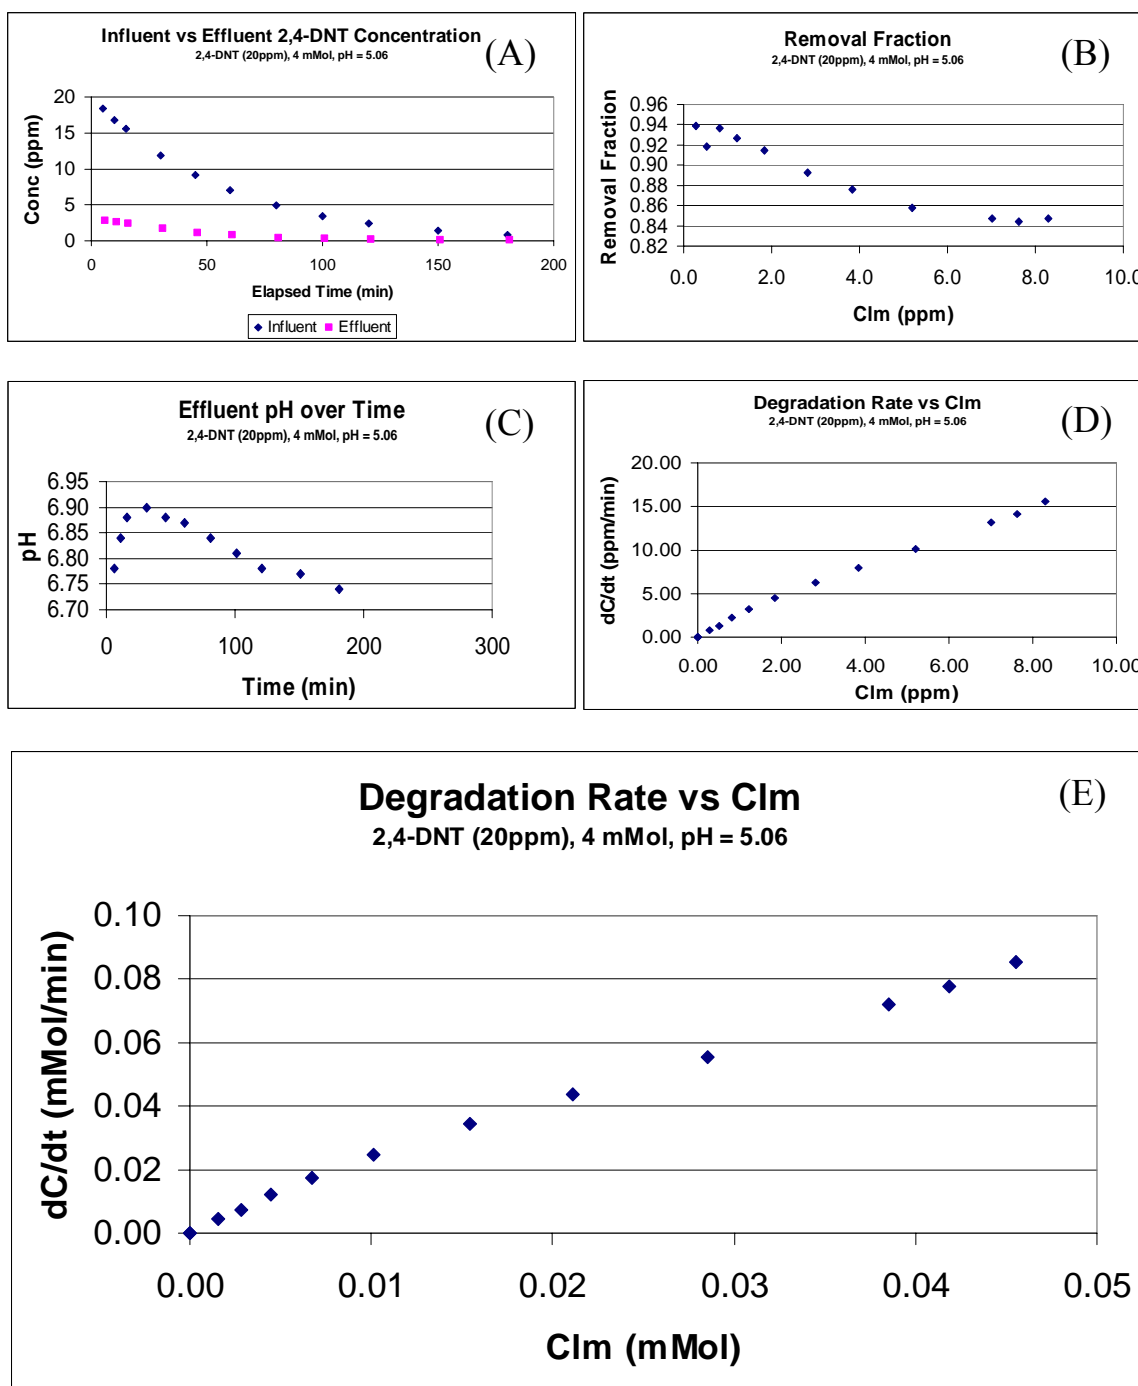 Influent vs Effluent 2,4-DNT Concentration
2,4-DNT (20ppm), 4 mMol, pH = 5.06
(A)
20
15
10
5
0
Conc (ppm)
0 50 100 150 200
Elapsed Time (min)
Influent Effluent
Removal Fraction
2,4-DNT (20ppm), 4 mMol, pH = 5.06
(B)
0.96
0.94
0.92
0.90
0.88
0.86
0.84
0.82
Removal Fraction
0.0 2.0 4.0 6.0 8.0 10.0
Clm (ppm)
Effluent pH over Time
2,4-DNT (20ppm), 4 mMol, pH = 5.06
(C)
6.95
6.90
6.85
6.80
6.75
6.70
pH
0 100 200 300
Time (min)
Degradation Rate vs Clm
2,4-DNT (20ppm), 4 mMol, pH = 5.06
(D)
20.00
15.00
10.00
5.00
0.00
dC/dt (ppm/min)
0.00 2.00 4.00 6.00 8.00 10.00
Clm (ppm)
Degradation Rate vs Clm
2,4-DNT (20ppm), 4 mMol, pH = 5.06
(E)
0.10
0.08
0.06
0.04
0.02
0.00
dC/dt (mMol/min)
0.00 0.01 0.02 0.03 0.04 0.05
Clm (mMol)